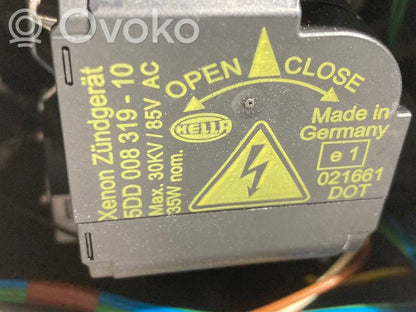 Ovoko
Xenon Zündgerät
5DD 008 319 - 10
Max. 30KV / 85V AC
35W nom.
OPEN CLOSE
HELLA
Made in
Germany
e 1
021661
DOT